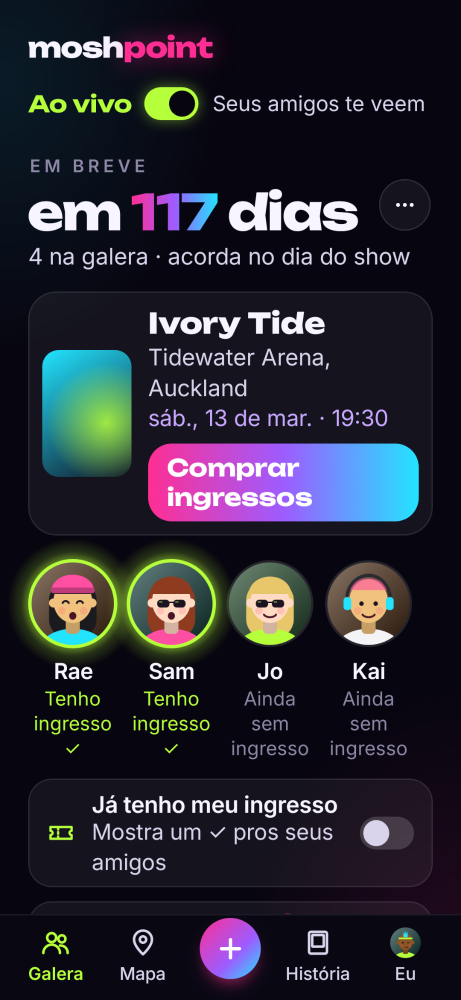 moshpoint
Ao vivo Seus amigos te veem
EM BREVE
em 117 dias
4 na galera · acorda no dia do show
Ivory Tide
Tidewater Arena,
Auckland
sáb., 13 de mar. · 19:30
Comprar
ingressos
Rae Sam Jo Kai
Tenho Tenho Ainda Ainda
ingresso ingresso sem sem
✓ ✓ ingresso ingresso
Já tenho meu ingresso
Mostra um ✓ pros seus
amigos
Galera Mapa História Eu